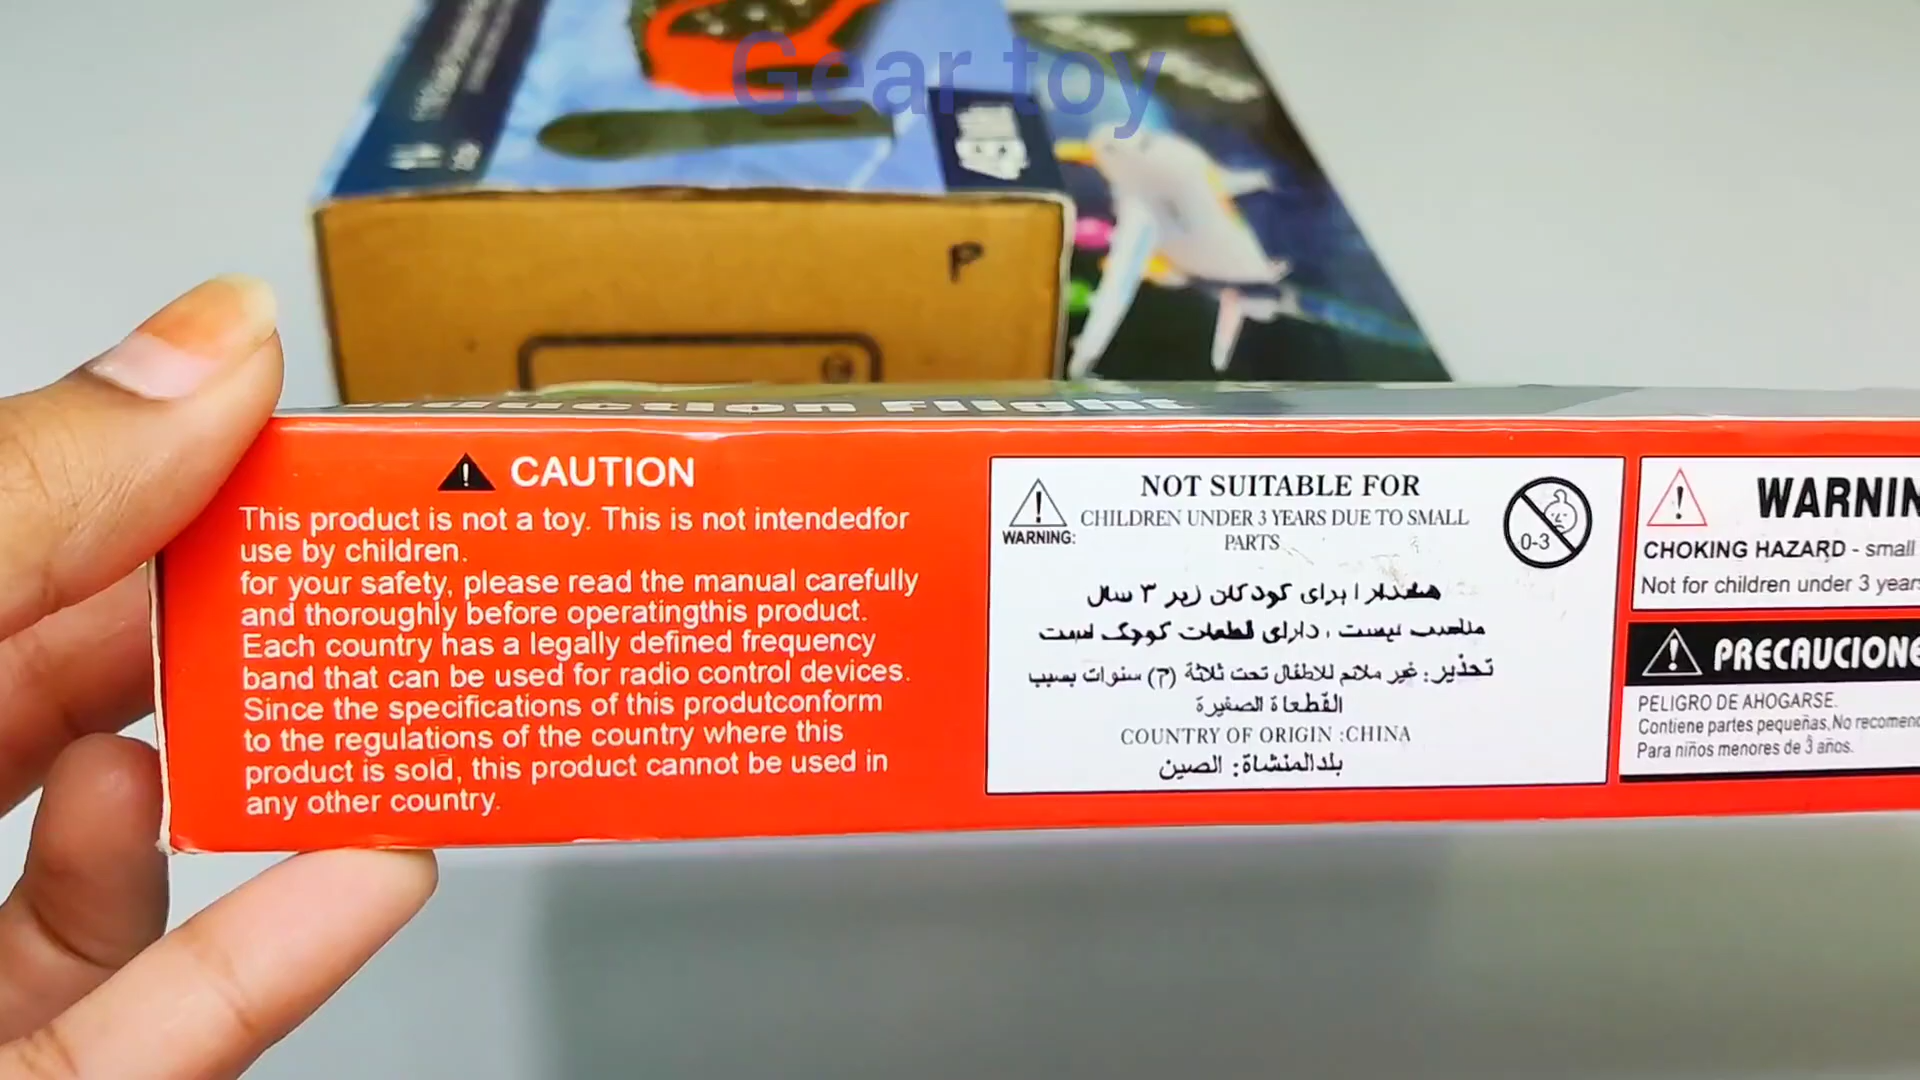 Gear toy
P
Flight
CAUTION
This product is not a toy. This is not intendedfor
use by children.
for your safety, please read the manual carefully
and thoroughly before operatingthis product.
Each country has a legally defined frequency
band that can be used for radio control devices.
Since the specifications of this produtconform
to the regulations of the country where this
product is sold, this product cannot be used in
any other country.
WARNING:
NOT SUITABLE FOR
CHILDREN UNDER 3 YEARS DUE TO SMALL
PARTS
0-3
هشدار ! برای کودکان زیر ۳ سال
مناسب نیست ، دارای قطعات کوچک است
تحذير: غير ملائم للاطفال تحت ثلاثة (٣) سنوات بسبب
القطعاة الصغيرة
COUNTRY OF ORIGIN :CHINA
بلدالمنشاة: الصين
WARNIN
CHOKING HAZARD - small
Not for children under 3 years
PRECAUCIONE
PELIGRO DE AHOGARSE.
Contiene partes pequeñas,No recomend
Para niños menores de 3 años.